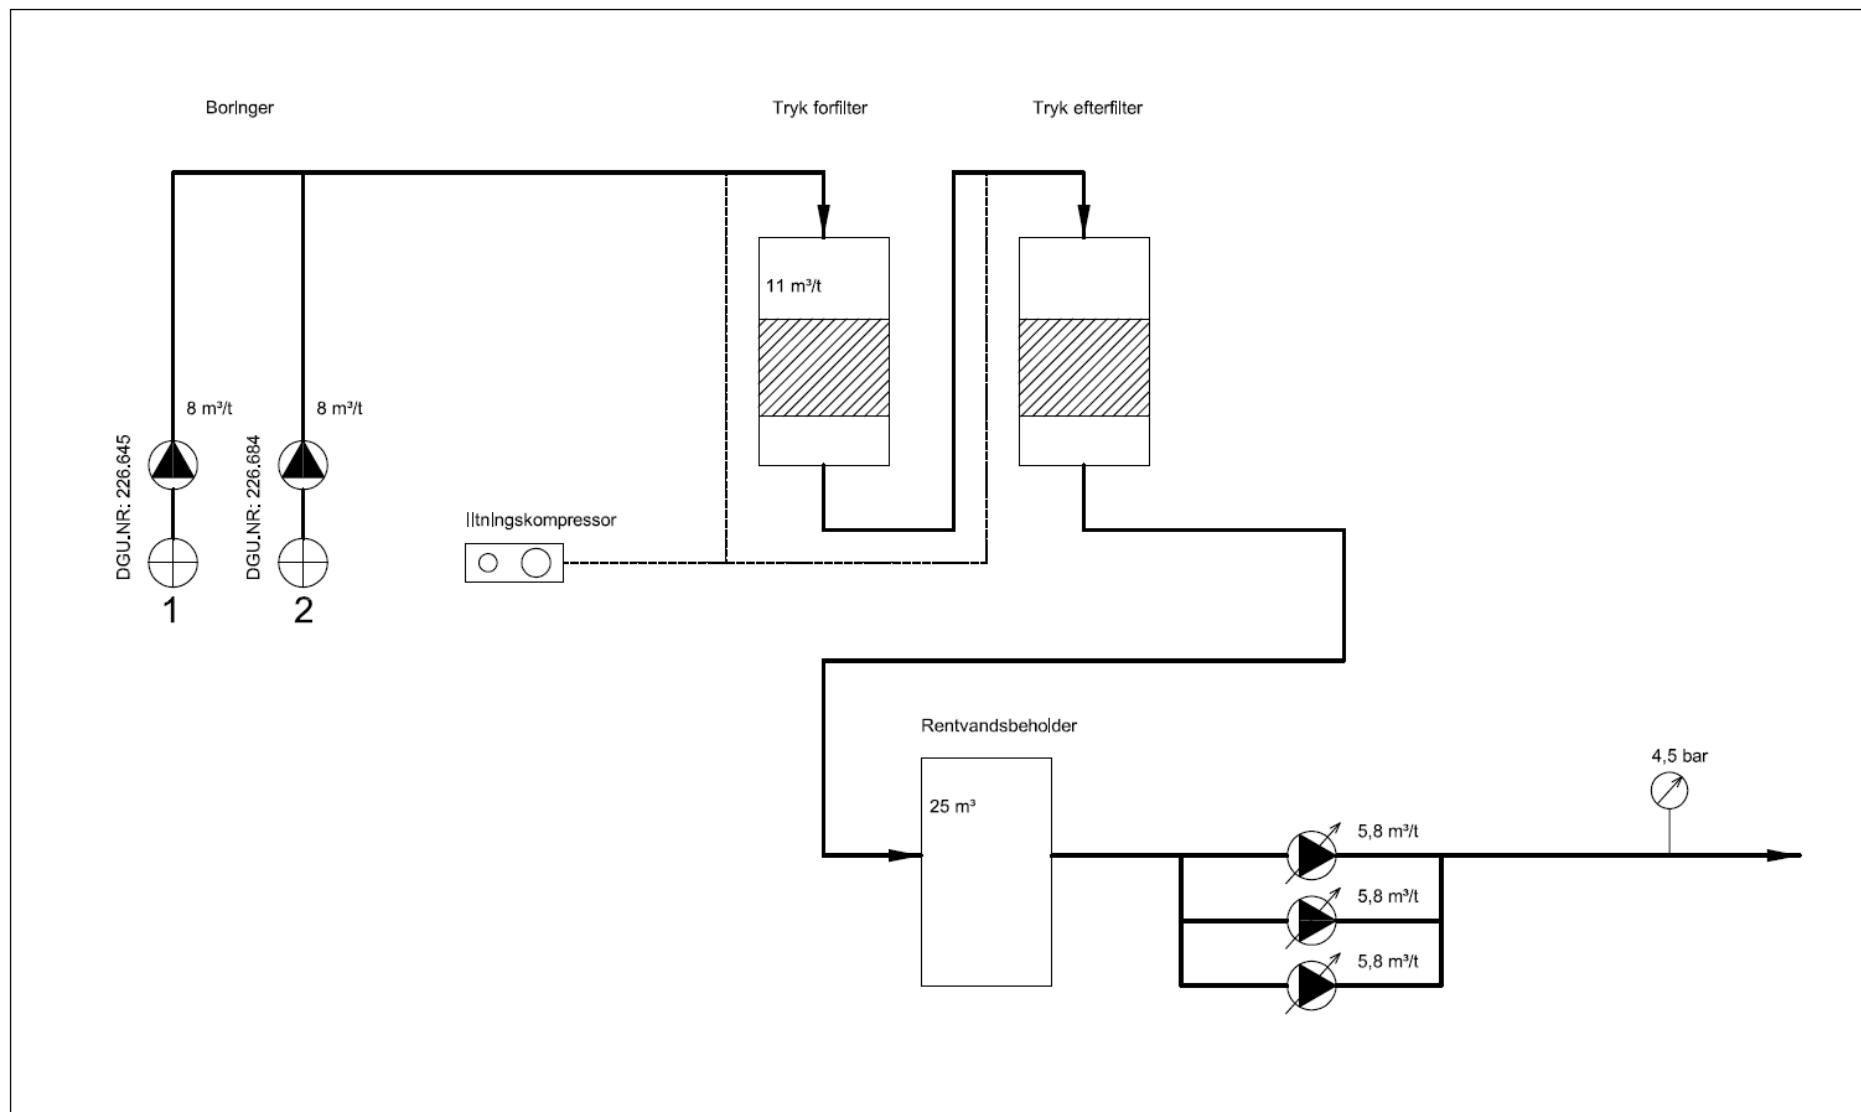 Boringer
Tryk forfilter
Tryk efterfilter
11 m³/t
8 m³/t
8 m³/t
DGU.NR: 226.645
DGU.NR: 226.684
Iltningskompressor
1
2
Rentvandsbeholder
25 m³
4,5 bar
5,8 m³/t
5,8 m³/t
5,8 m³/t